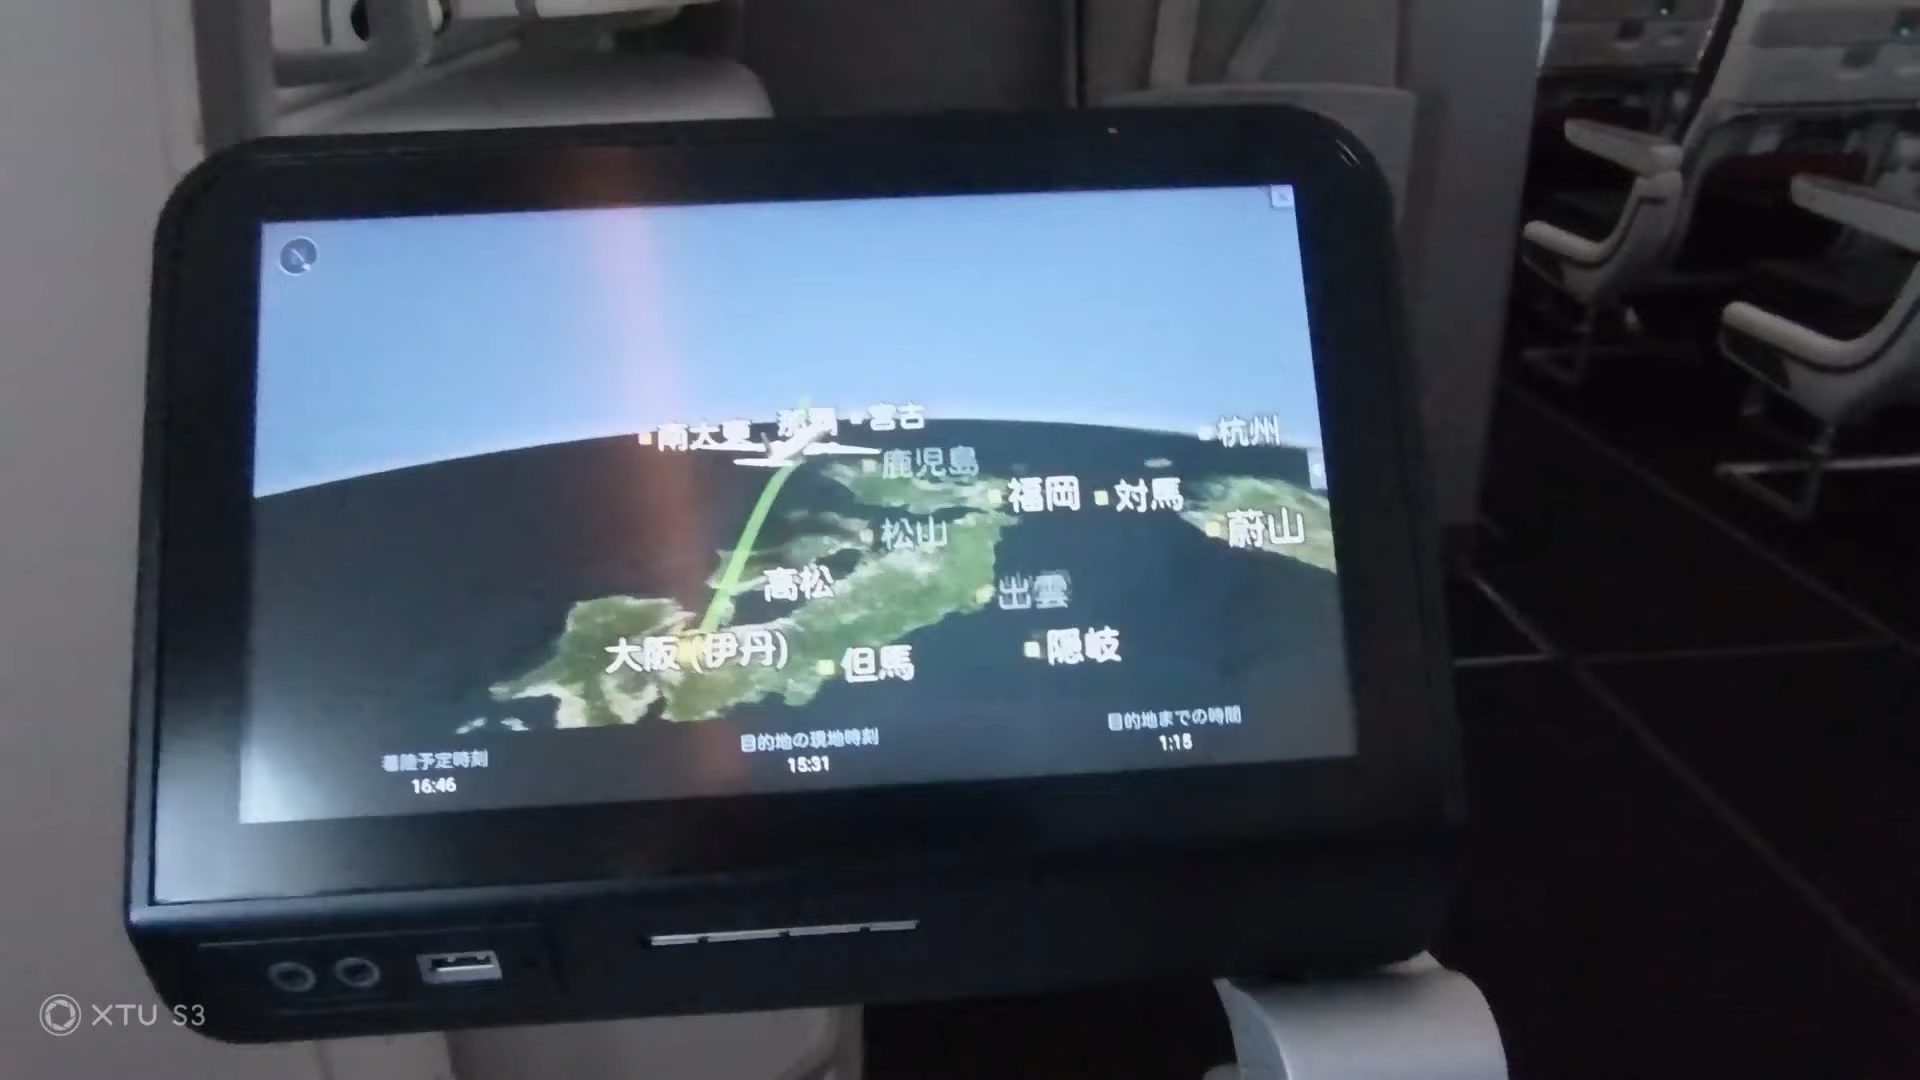 南大東
那覇
宮古
杭州
鹿児島
福岡
対馬
蔚山
松山
高松
出雲
大阪 (伊丹)
但馬
隠岐
着陸予定時刻
16:46
目的地の現地時刻
15:31
目的地までの時間
1:15
XTU S3